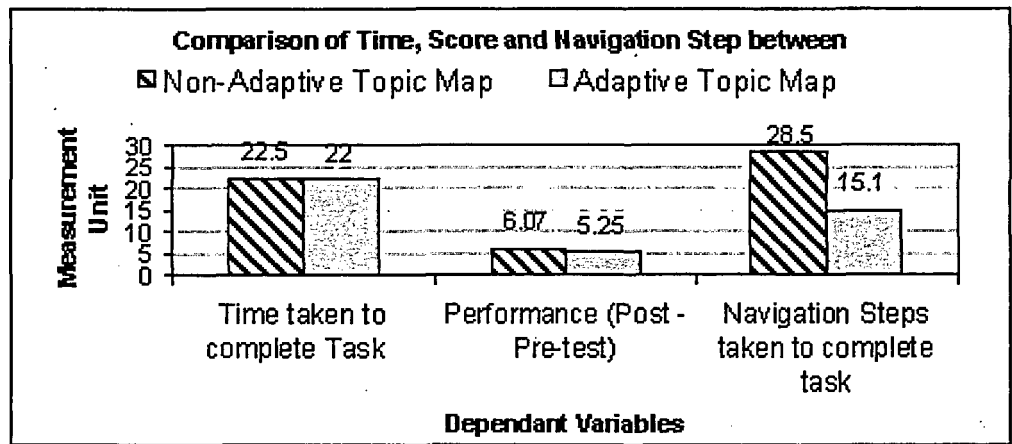 Comparison of Time, Score and Navigation Step between
Non-Adaptive Topic Map Adaptive Topic Map
Measurement
Unit
30
25
20
15
10
5
0
22.5 22
6.07 5.25
28.5
15.1
Time taken to
complete Task
Performance (Post -
Pre-test)
Navigation Steps
taken to complete
task
Dependant Variables